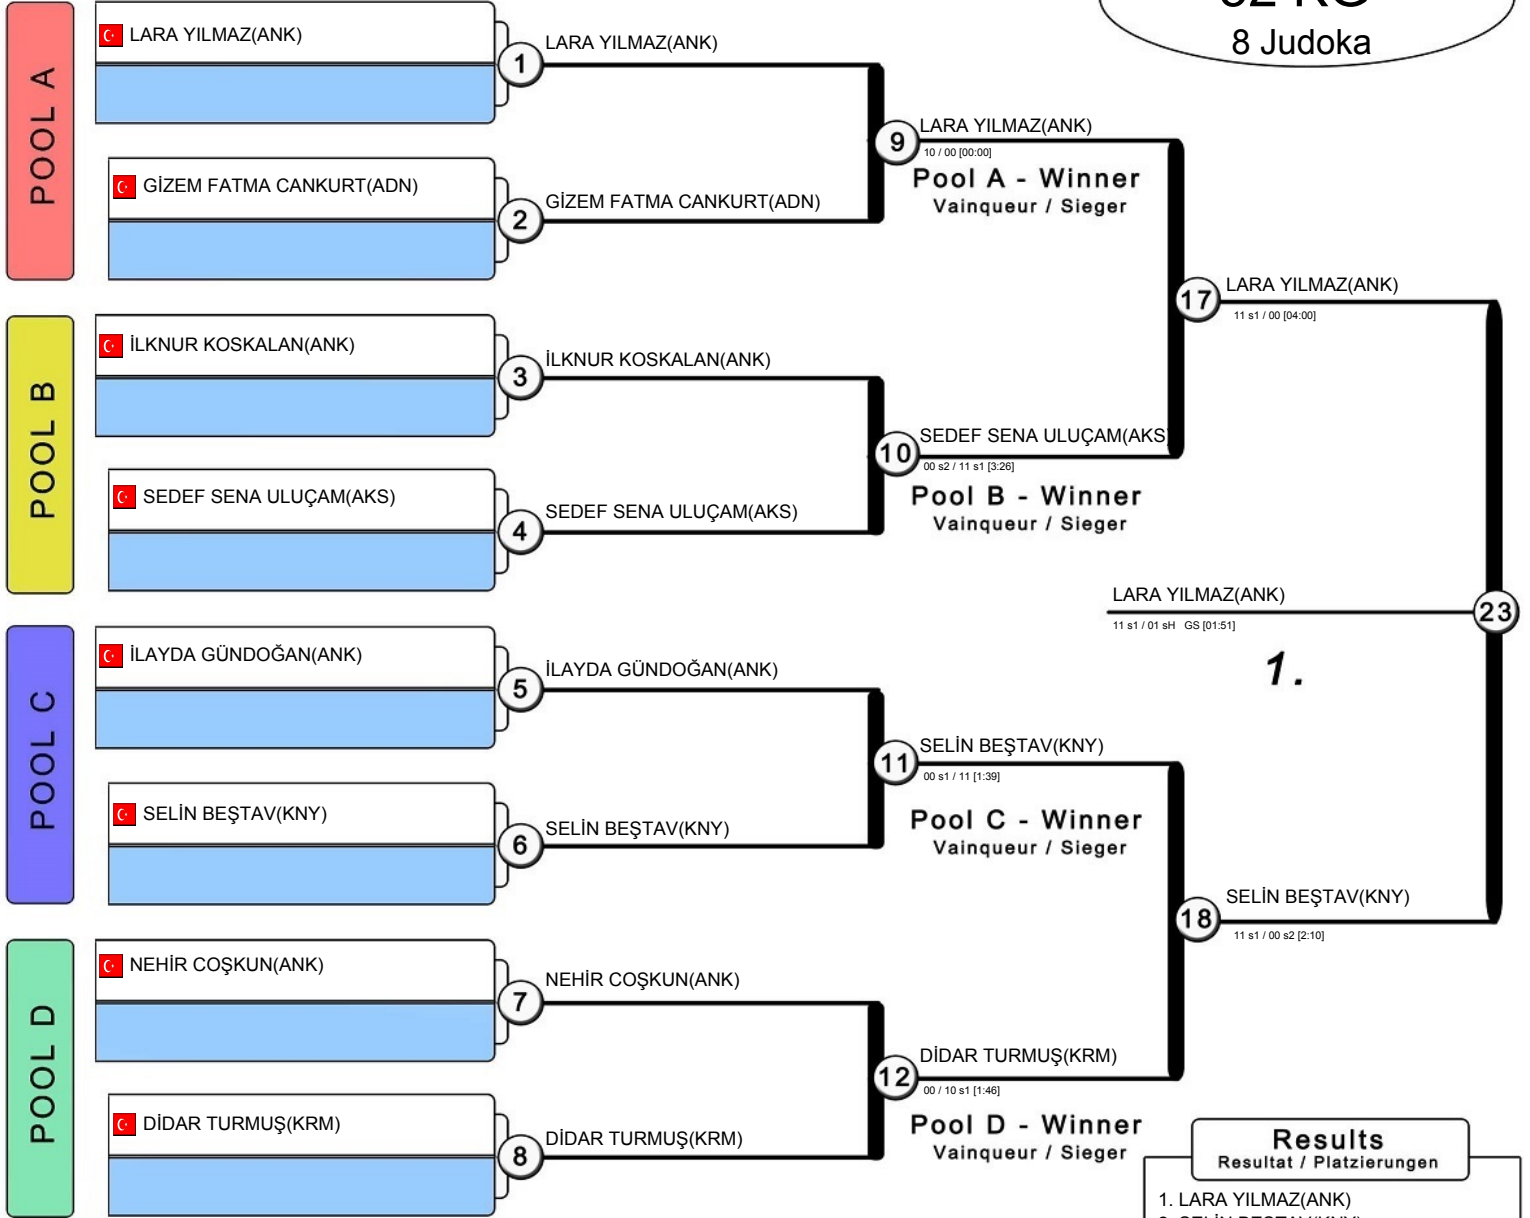 8 Judoka
POOL A
LARA YILMAZ(ANK)
1
LARA YILMAZ(ANK)
GİZEM FATMA CANKURT(ADN)
2
GİZEM FATMA CANKURT(ADN)
9
LARA YILMAZ(ANK)
10 / 00 [00:00]
Pool A - Winner
Vainqueur / Sieger
POOL B
İLKNUR KOSKALAN(ANK)
3
İLKNUR KOSKALAN(ANK)
SEDEF SENA ULUÇAM(AKS)
4
SEDEF SENA ULUÇAM(AKS)
10
SEDEF SENA ULUÇAM(AKS)
00 s2 / 11 s1 [3:26]
Pool B - Winner
Vainqueur / Sieger
17
LARA YILMAZ(ANK)
11 s1 / 00 [04:00]
LARA YILMAZ(ANK)
11 s1 / 01 sH GS [01:51]
23
1.
POOL C
İLAYDA GÜNDOĞAN(ANK)
5
İLAYDA GÜNDOĞAN(ANK)
SELİN BEŞTAV(KNY)
6
SELİN BEŞTAV(KNY)
11
SELİN BEŞTAV(KNY)
00 s1 / 11 [1:39]
Pool C - Winner
Vainqueur / Sieger
18
SELİN BEŞTAV(KNY)
11 s1 / 00 s2 [2:10]
POOL D
NEHİR COŞKUN(ANK)
7
NEHİR COŞKUN(ANK)
DİDAR TURMUŞ(KRM)
8
DİDAR TURMUŞ(KRM)
12
DİDAR TURMUŞ(KRM)
00 / 10 s1 [1:46]
Pool D - Winner
Vainqueur / Sieger
Results
Resultat / Platzierungen
1. LARA YILMAZ(ANK)